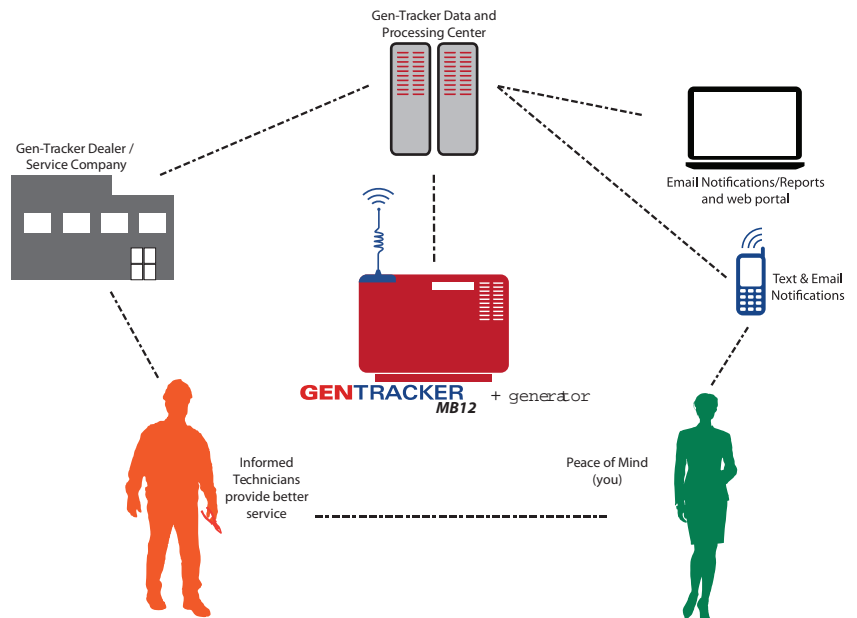 Gen-Tracker Data and
Processing Center
Gen-Tracker Dealer /
Service Company
Email Notifications/Reports
and web portal
Text & Email
Notifications
GENTRACKER
MB12
+ generator
Informed
Technicians
provide better
service
Peace of Mind
(you)